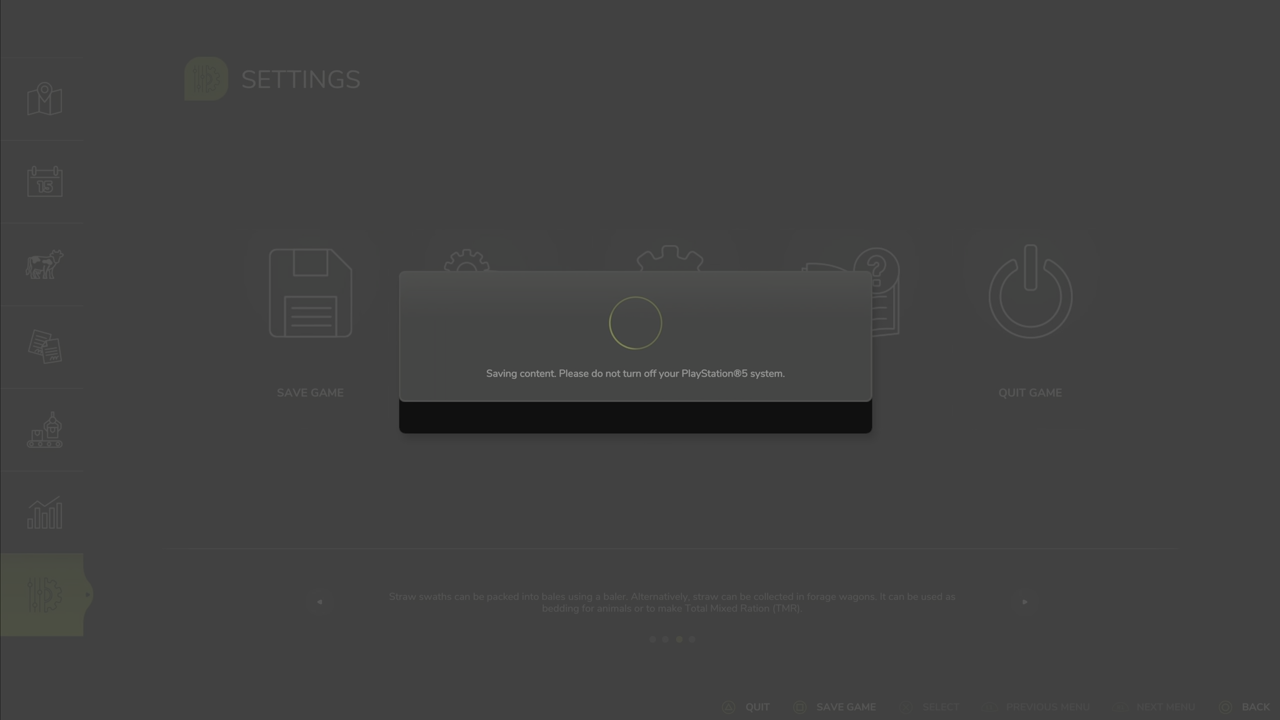 SETTINGS
15
SAVE GAME
QUIT GAME
Saving content. Please do not turn off your PlayStation®5 system.
Straw swaths can be packed into bales using a baler. Alternatively, straw can be collected in forage wagons. It can be used as
bedding for animals or to make Total Mixed Ration (TMR).
QUIT SAVE GAME SELECT PREVIOUS MENU NEXT MENU BACK